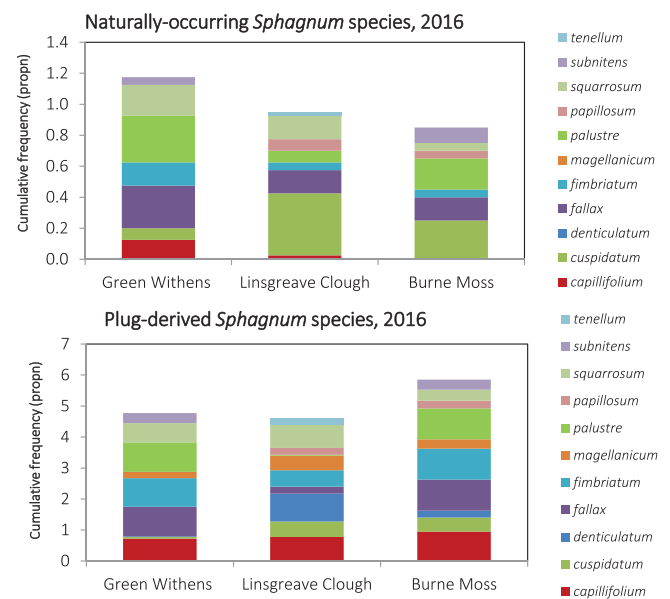 Naturally-occurring Sphagnum species, 2016
Cumulative frequency (propn)
1.4
1.2
1.0
0.8
0.6
0.4
0.2
0.0
Green Withens
Linsgreave Clough
Burne Moss
tenellum
subnitens
squarrosum
papillosum
palustre
magellanicum
fimbriatum
fallax
denticulatum
cuspidatum
capillifolium
Plug-derived Sphagnum species, 2016
Cumulative frequency (propn)
7
6
5
4
3
2
1
0
Green Withens
Linsgreave Clough
Burne Moss
tenellum
subnitens
squarrosum
papillosum
palustre
magellanicum
fimbriatum
fallax
denticulatum
cuspidatum
capillifolium